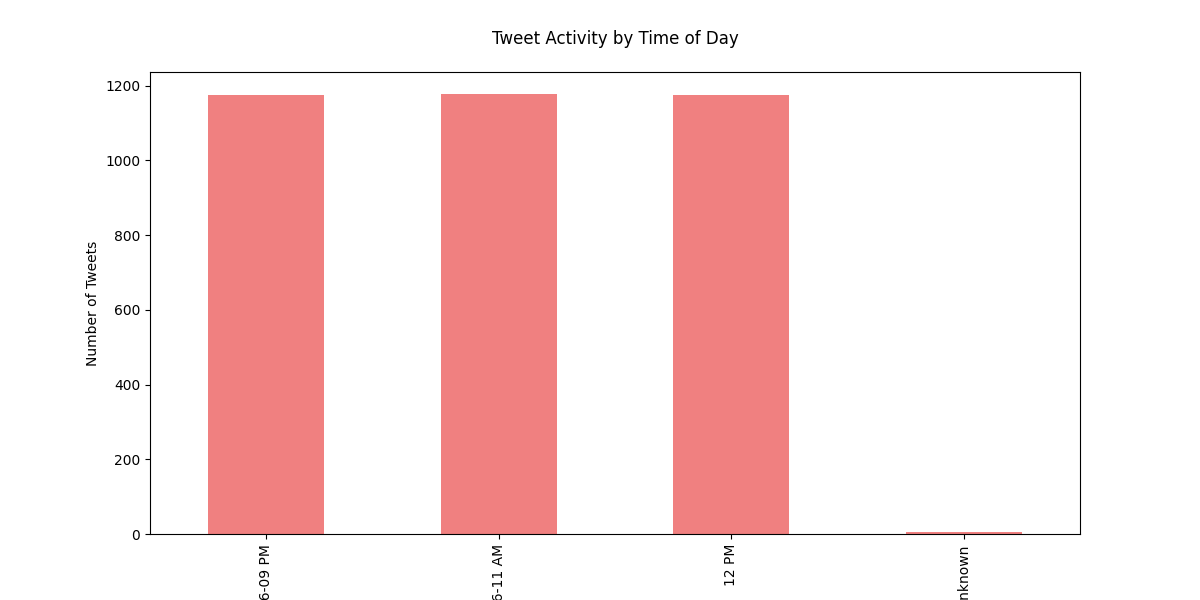 Tweet Activity by Time of Day
Number of Tweets
1200
1000
800
600
400
200
0
6-09 PM
6-11 AM
12 PM
nknown